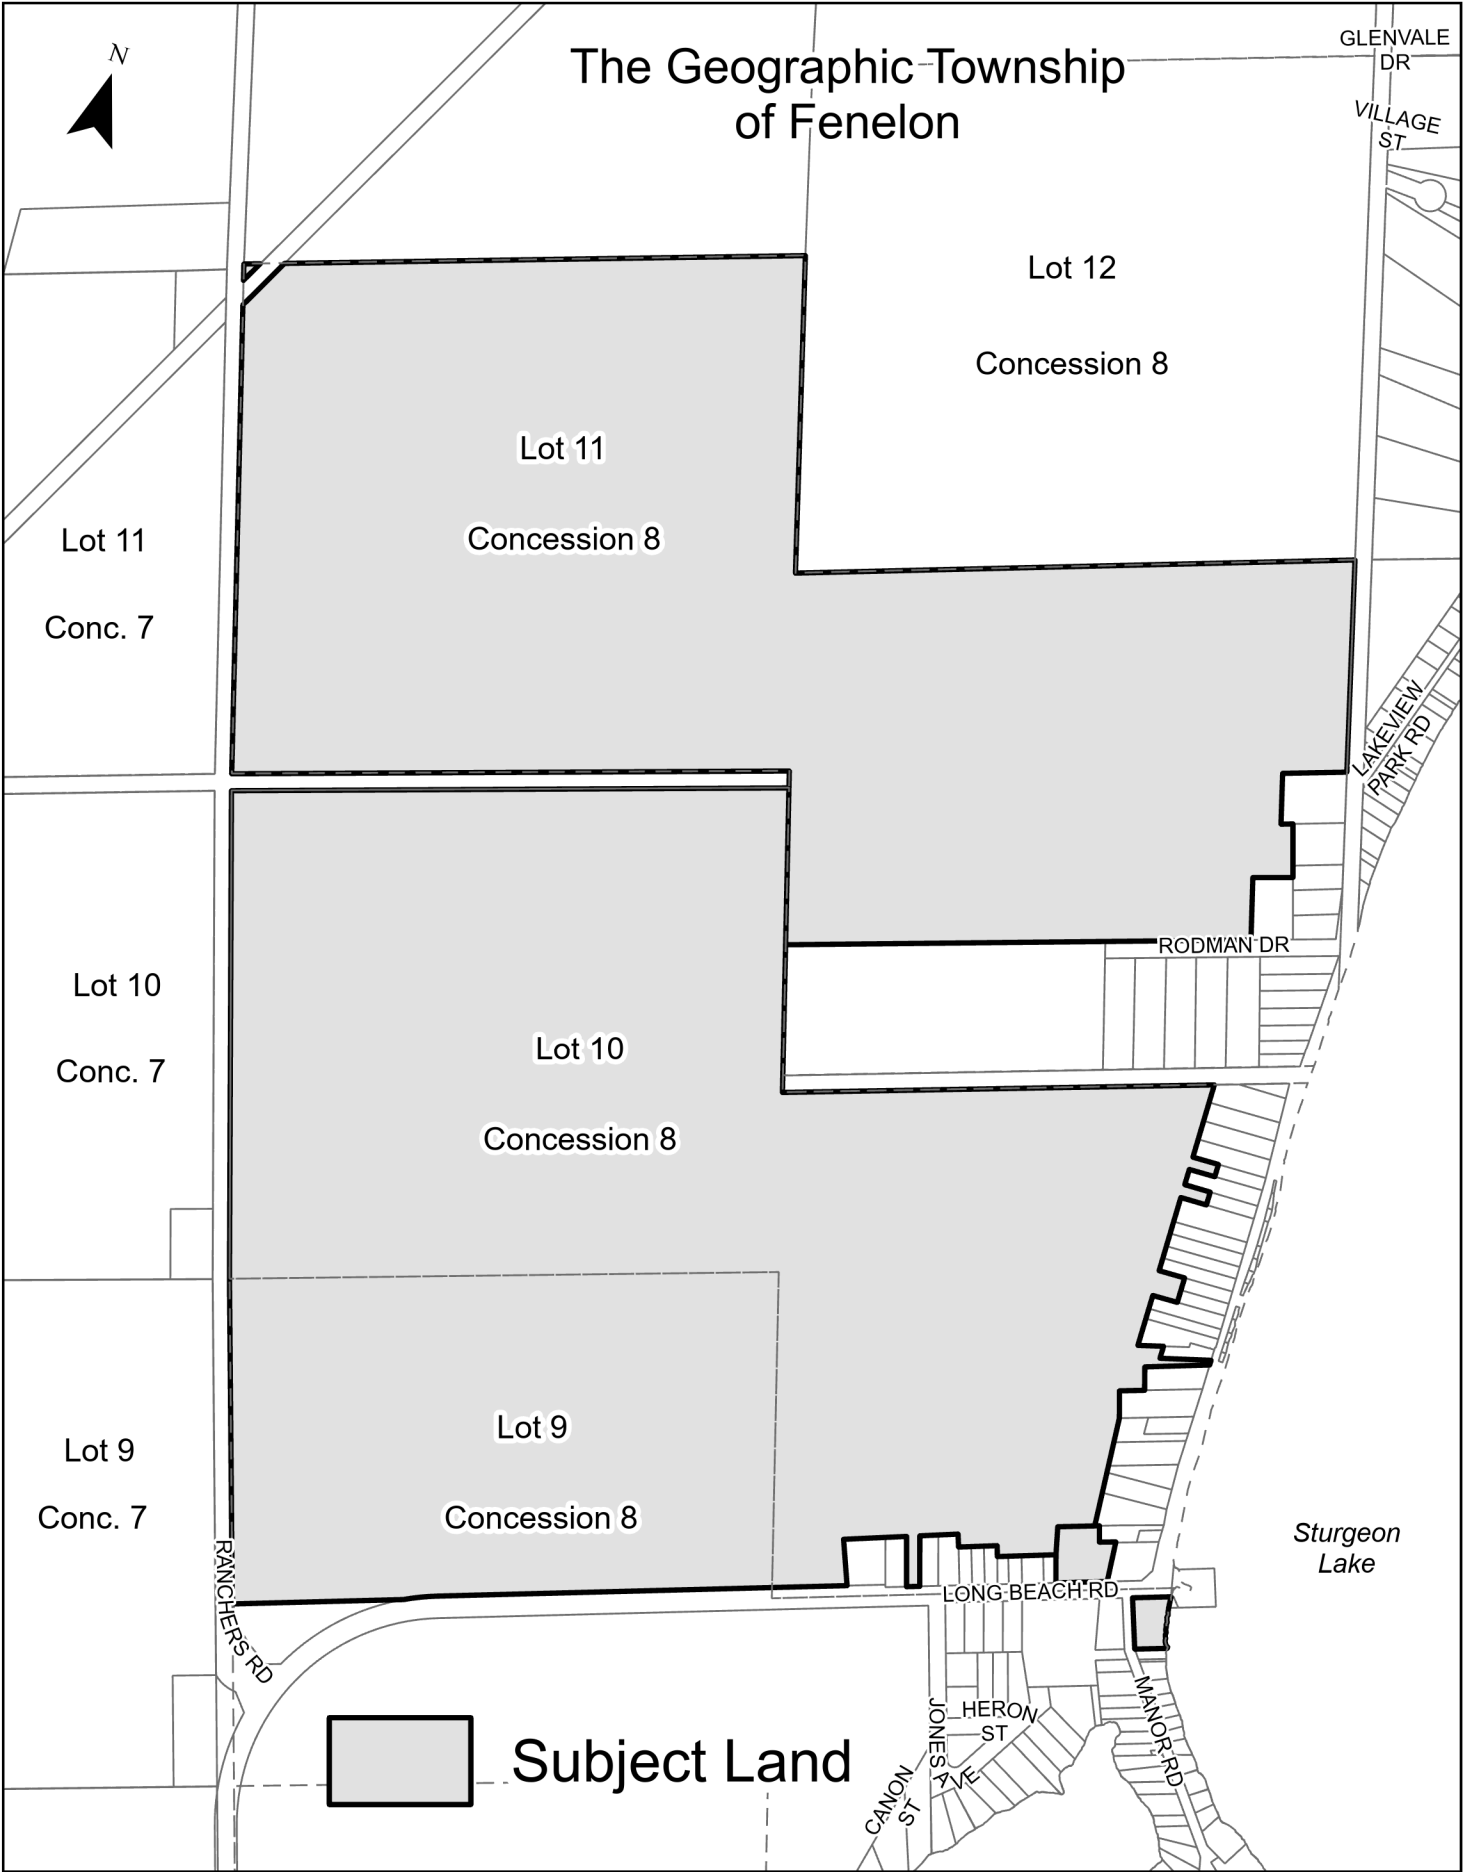 N
The Geographic Township
of Fenelon
GLENVALE
DR
VILLAGE
ST
Lot 12
Concession 8
Lot 11
Concession 8
Lot 11
Conc. 7
LAKEVIEW
PARK RD
RODMAN DR
Lot 10
Conc. 7
Lot 10
Concession 8
Lot 9
Concession 8
Lot 9
Conc. 7
Sturgeon
Lake
RANCHERS RD
LONG BEACH RD
MANOR RD
HERON
ST
JONES AVE
CANON
ST
Subject Land